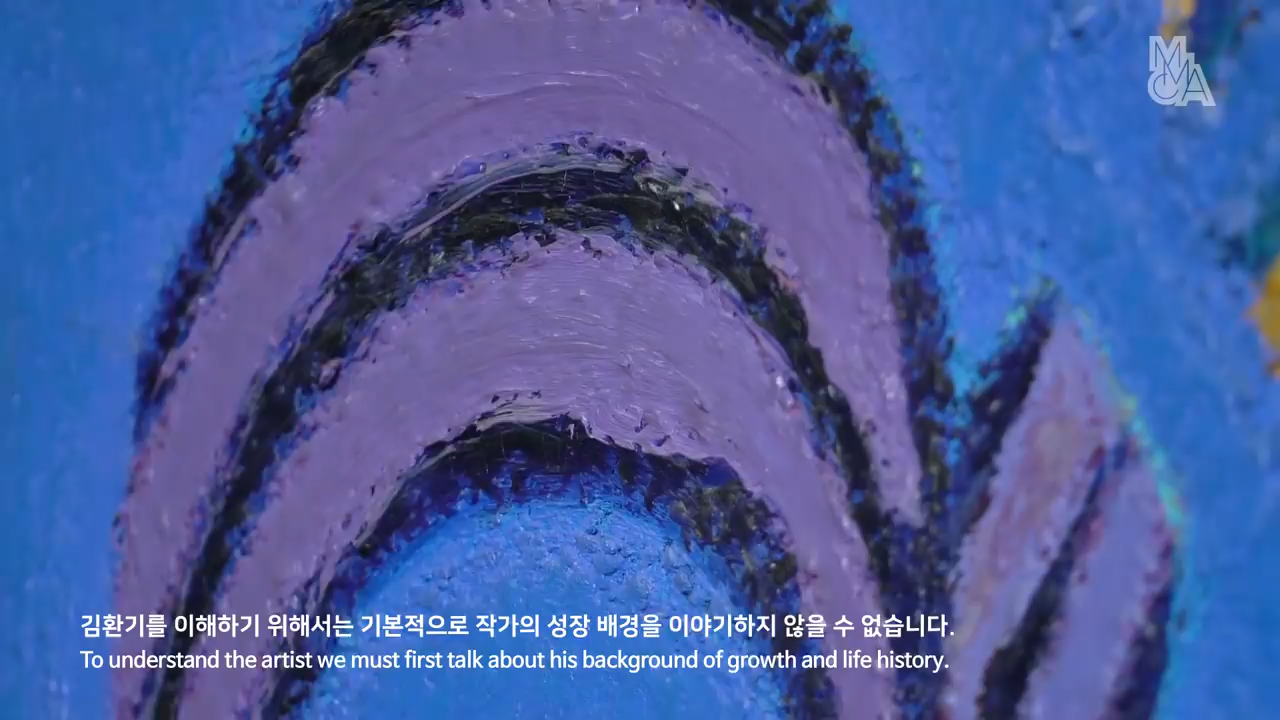 MMCA
김환기를 이해하기 위해서는 기본적으로 작가의 성장 배경을 이야기하지 않을 수 없습니다.
To understand the artist we must first talk about his background of growth and life history.